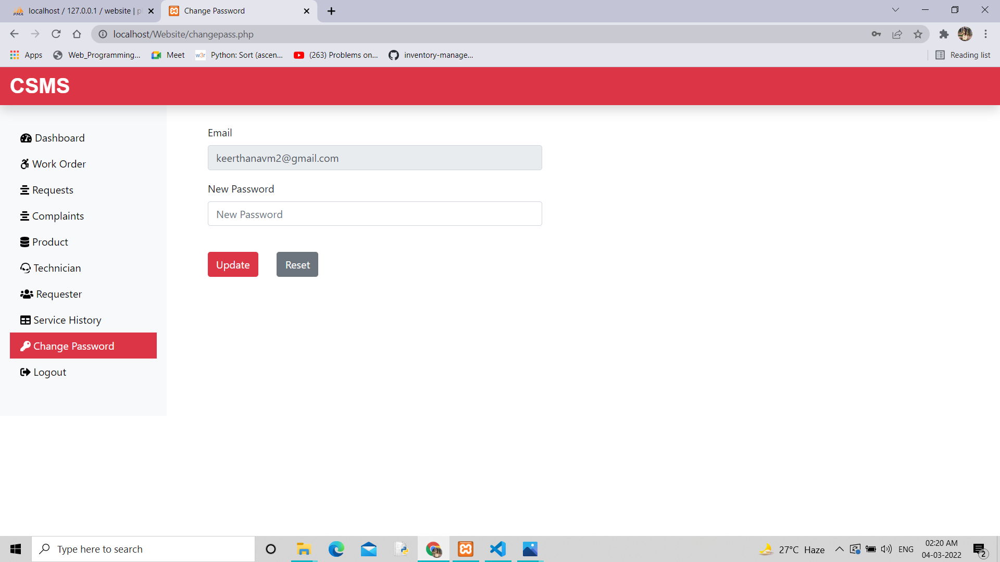 localhost / 127.0.0.1 / website | p
Change Password
localhost/Website/changepass.php
Apps
Web_Programming...
Meet
w3r
Python: Sort (ascen...
(263) Problems on...
inventory-manage...
Reading list
CSMS
Dashboard
Work Order
Requests
Complaints
Product
Technician
Requester
Service History
Change Password
Logout
Email
keerthanavm2@gmail.com
New Password
New Password
Update
Reset
Type here to search
27°C Haze
ENG
02:20 AM
04-03-2022
2